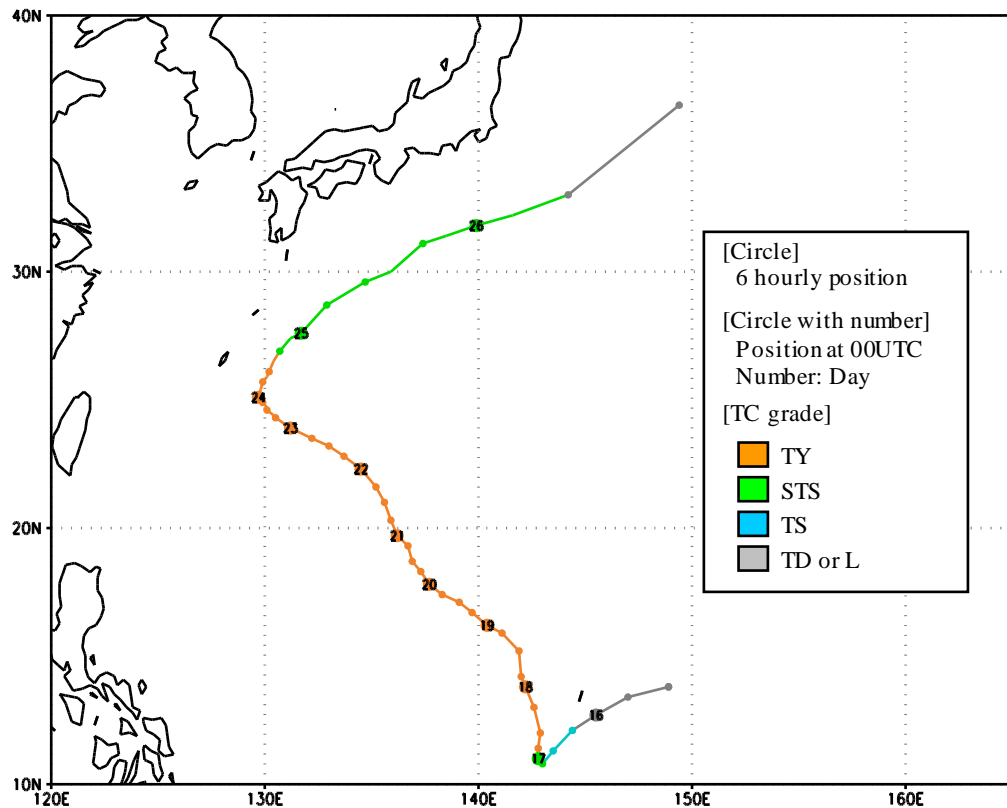 40N
30N
20N
10N
120E 130E 140E 150E 160E
26
25
24
23
22
21
20
19
18
17
16
[Circle]
6 hourly position
[Circle with number]
Position at 00UTC
Number: Day
[TC grade]
TY
STS
TS
TD or L